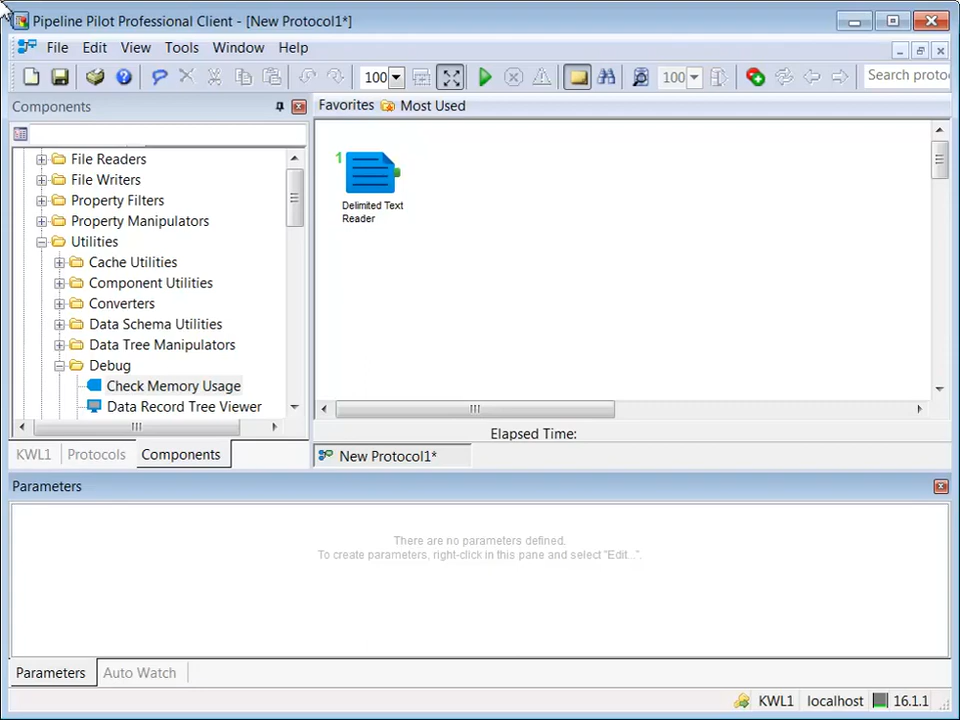 Pipeline Pilot Professional Client - [New Protocol1*]
File Edit View Tools Window Help
100 100 Search proto
Components
Favorites Most Used
File Readers
File Writers
Property Filters
Property Manipulators
Utilities
Cache Utilities
Component Utilities
Converters
Data Schema Utilities
Data Tree Manipulators
Debug
Check Memory Usage
Data Record Tree Viewer
1
Delimited Text
Reader
Elapsed Time:
KWL1 Protocols Components
New Protocol1*
Parameters
There are no parameters defined.
To create parameters, right-click in this pane and select "Edit...".
Parameters Auto Watch
KWL1 localhost 16.1.1